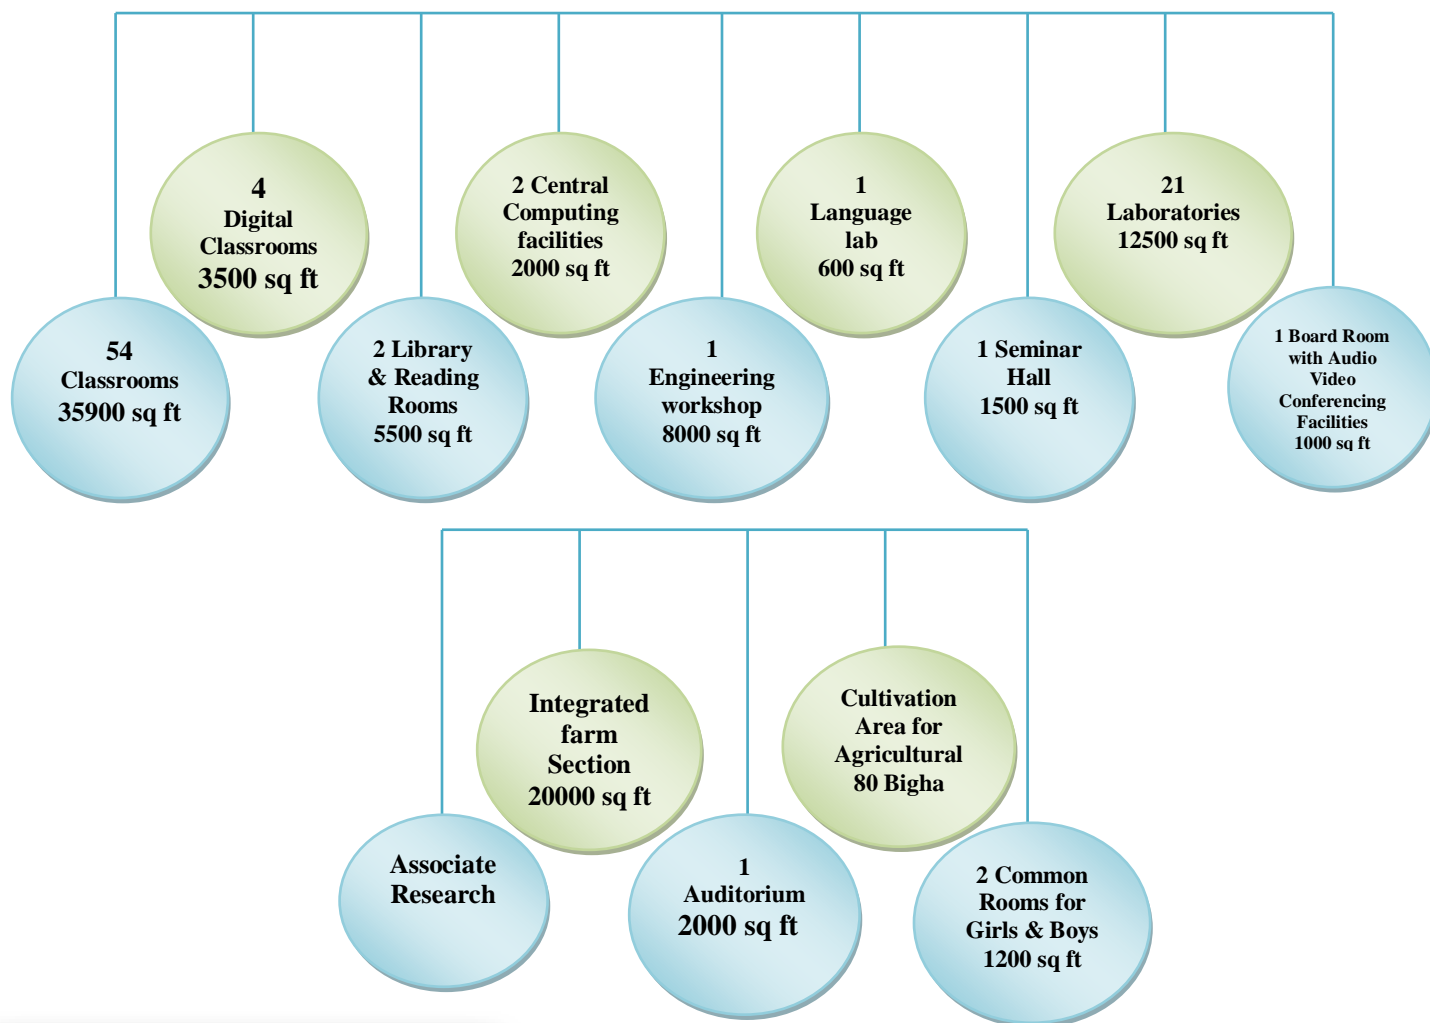 4
Digital
Classrooms
3500 sq ft
2 Central
Computing
facilities
2000 sq ft
1
Language
lab
600 sq ft
21
Laboratories
12500 sq ft
54
Classrooms
35900 sq ft
2 Library
& Reading
Rooms
5500 sq ft
1
Engineering
workshop
8000 sq ft
1 Seminar
Hall
1500 sq ft
1 Board Room
with Audio
Video
Conferencing
Facilities
1000 sq ft
Integrated
farm
Section
20000 sq ft
Cultivation
Area for
Agricultural
80 Bigha
Associate
Research
1
Auditorium
2000 sq ft
2 Common
Rooms for
Girls & Boys
1200 sq ft